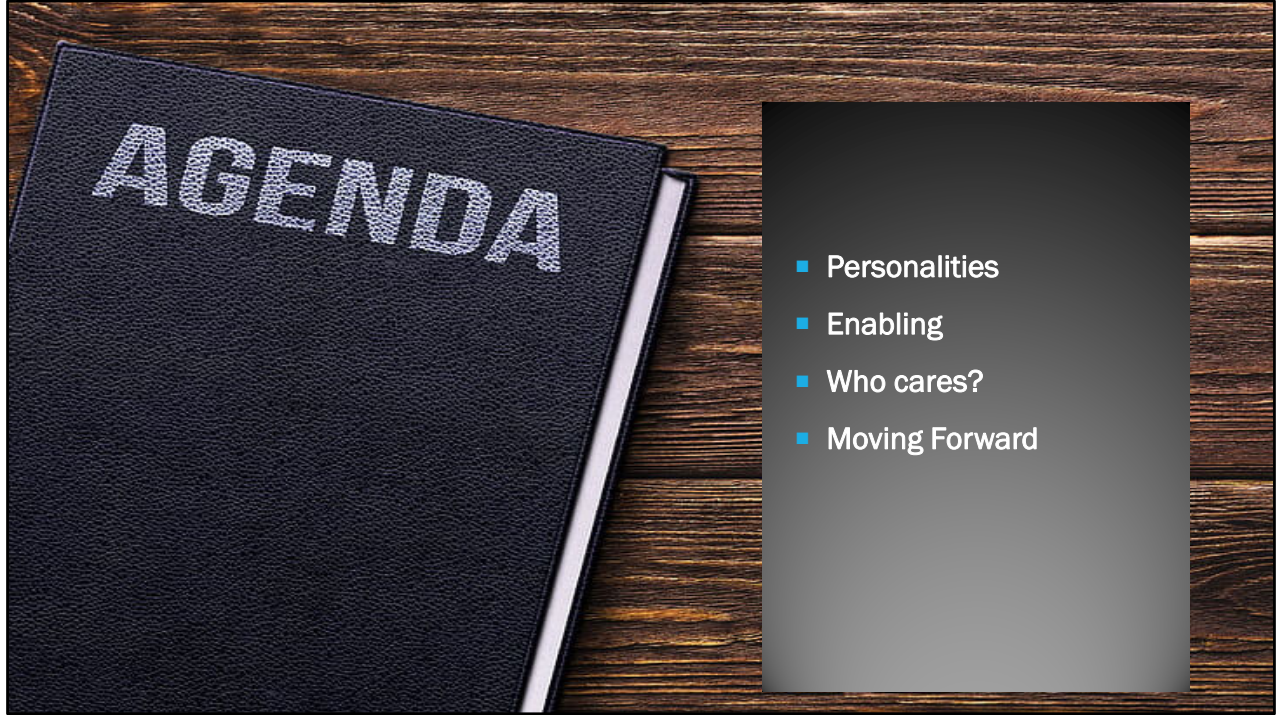 AGENDA
Personalities
Enabling
Who cares?
Moving Forward